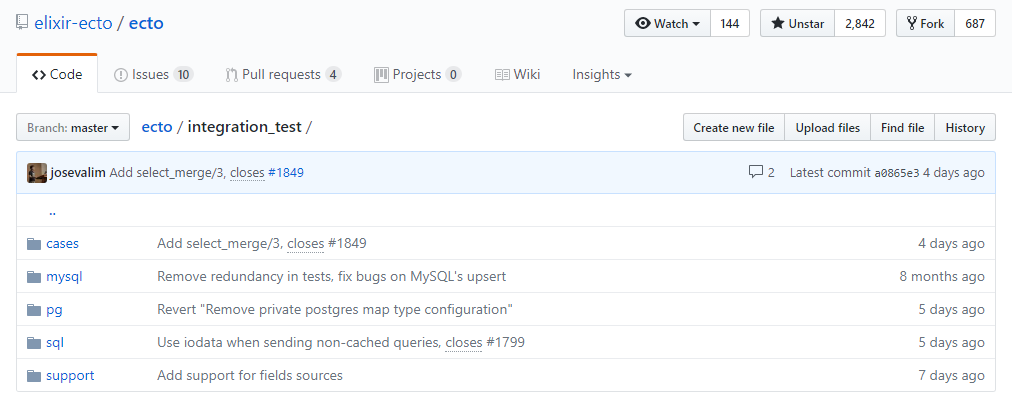 elixir-ecto / ecto Watch 144 Unstar 2,842 Fork 687
Code Issues 10 Pull requests 4 Projects 0 Wiki Insights
Branch: master ecto / integration_test / Create new file Upload files Find file History
josevalim Add select_merge/3, closes #1849 2 Latest commit a0865e3 4 days ago
..
cases Add select_merge/3, closes #1849 4 days ago
mysql Remove redundancy in tests, fix bugs on MySQL's upsert 8 months ago
pg Revert "Remove private postgres map type configuration" 5 days ago
sql Use iodata when sending non-cached queries, closes #1799 5 days ago
support Add support for fields sources 7 days ago